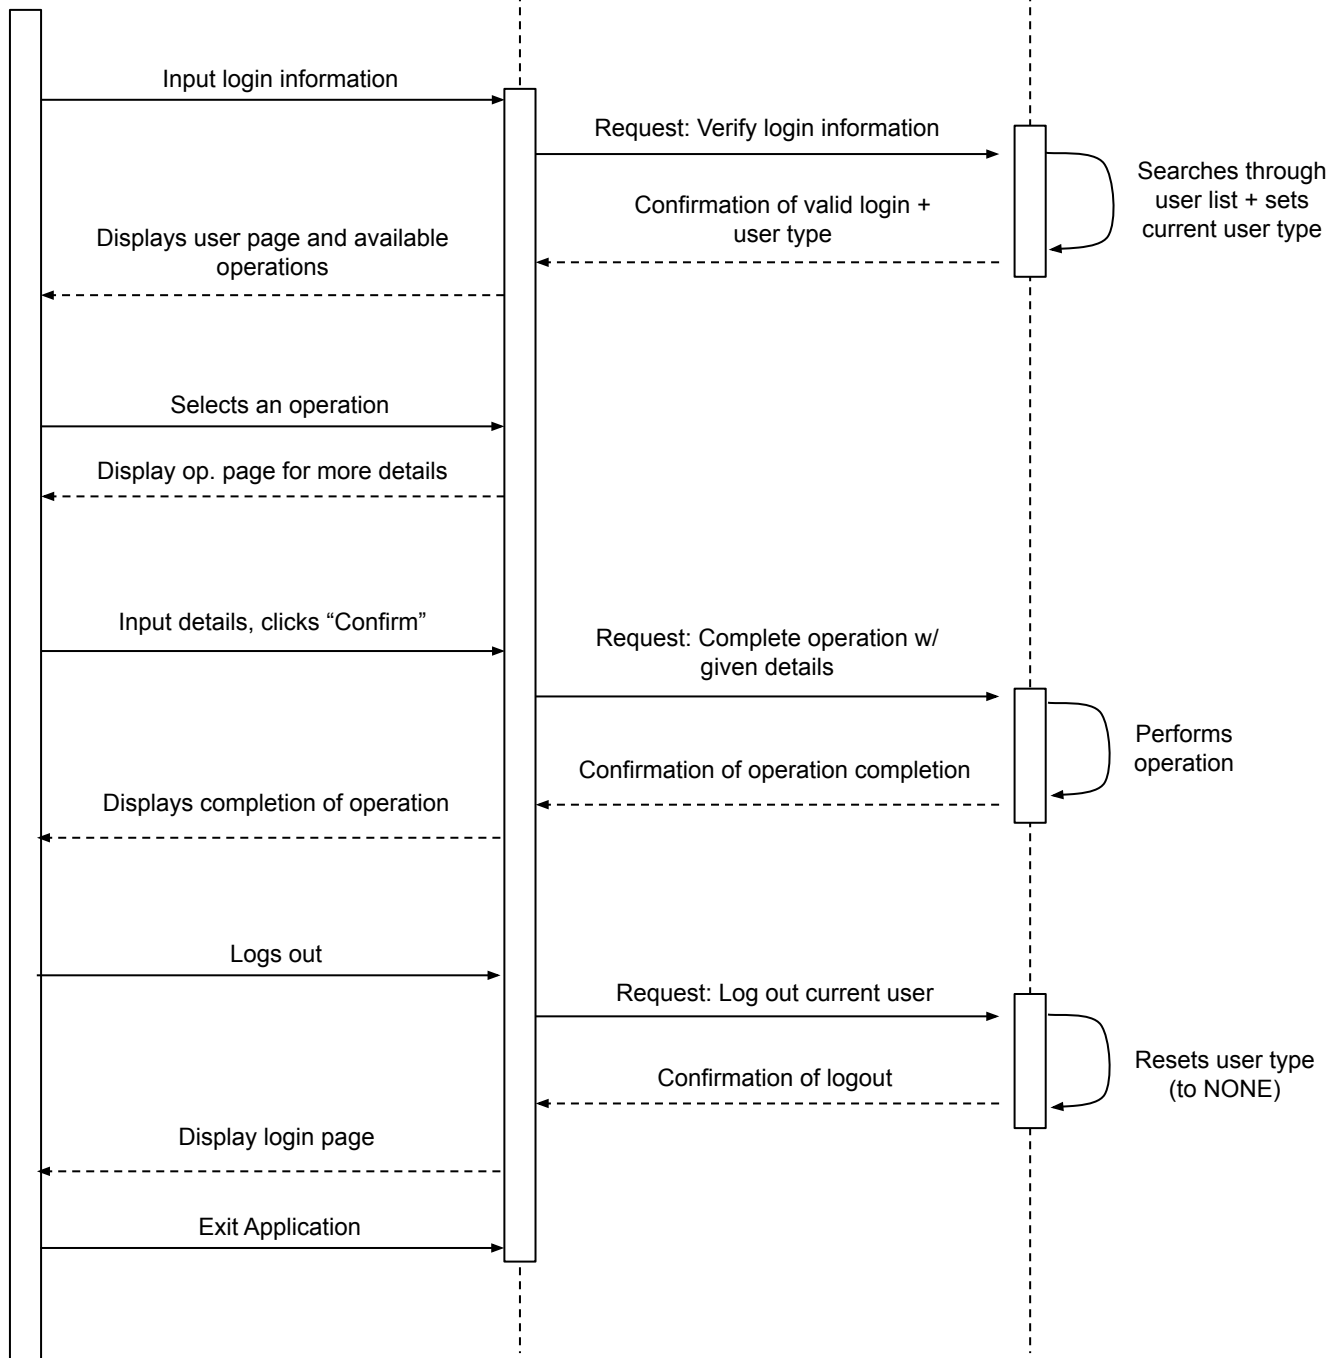 Input login information
Request: Verify login information
Searches through
user list + sets
current user type
Confirmation of valid login +
user type
Displays user page and available
operations
Selects an operation
Display op. page for more details
Input details, clicks “Confirm”
Request: Complete operation w/
given details
Performs
operation
Confirmation of operation completion
Displays completion of operation
Logs out
Request: Log out current user
Resets user type
(to NONE)
Confirmation of logout
Display login page
Exit Application